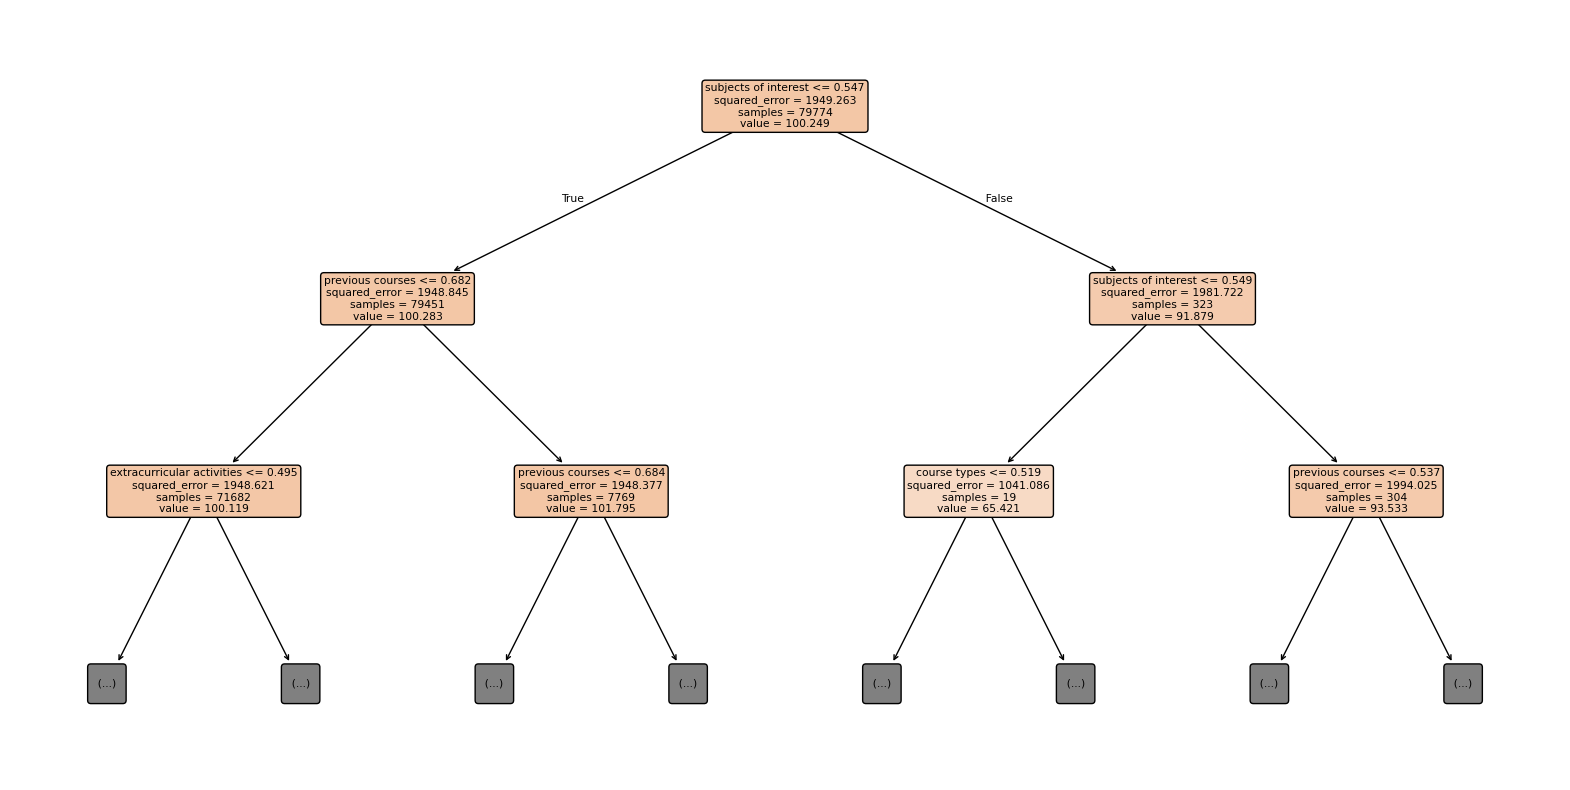 subjects of interest <= 0.547
squared_error = 1949.263
samples = 79774
value = 100.249
True
False
previous courses <= 0.682
squared_error = 1948.845
samples = 79451
value = 100.283
subjects of interest <= 0.549
squared_error = 1981.722
samples = 323
value = 91.879
extracurricular activities <= 0.495
squared_error = 1948.621
samples = 71682
value = 100.119
previous courses <= 0.684
squared_error = 1948.377
samples = 7769
value = 101.795
course types <= 0.519
squared_error = 1041.086
samples = 19
value = 65.421
previous courses <= 0.537
squared_error = 1994.025
samples = 304
value = 93.533
(...)
(...)
(...)
(...)
(...)
(...)
(...)
(...)